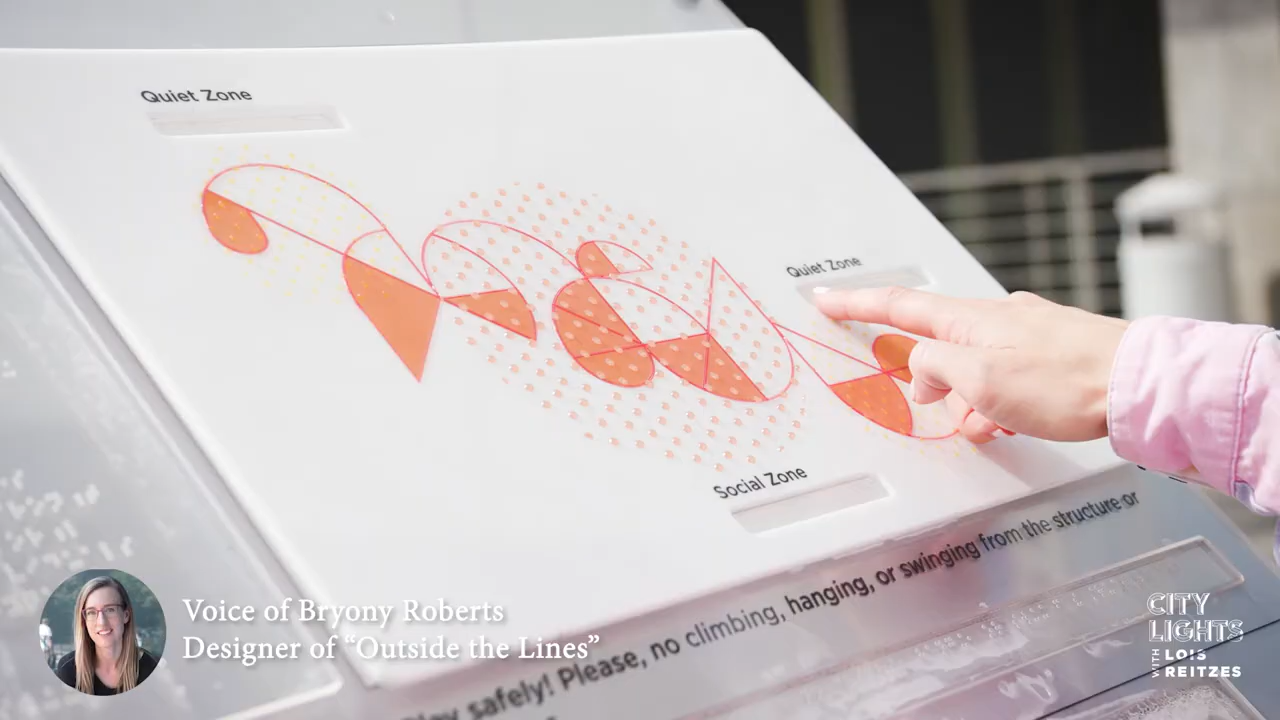 Quiet Zone
Quiet Zone
Social Zone
Play safely! Please, no climbing, hanging, or swinging from the structure or
Voice of Bryony Roberts
Designer of “Outside the Lines”
CITY
LIGHTS
WITH LOIS
REITZES